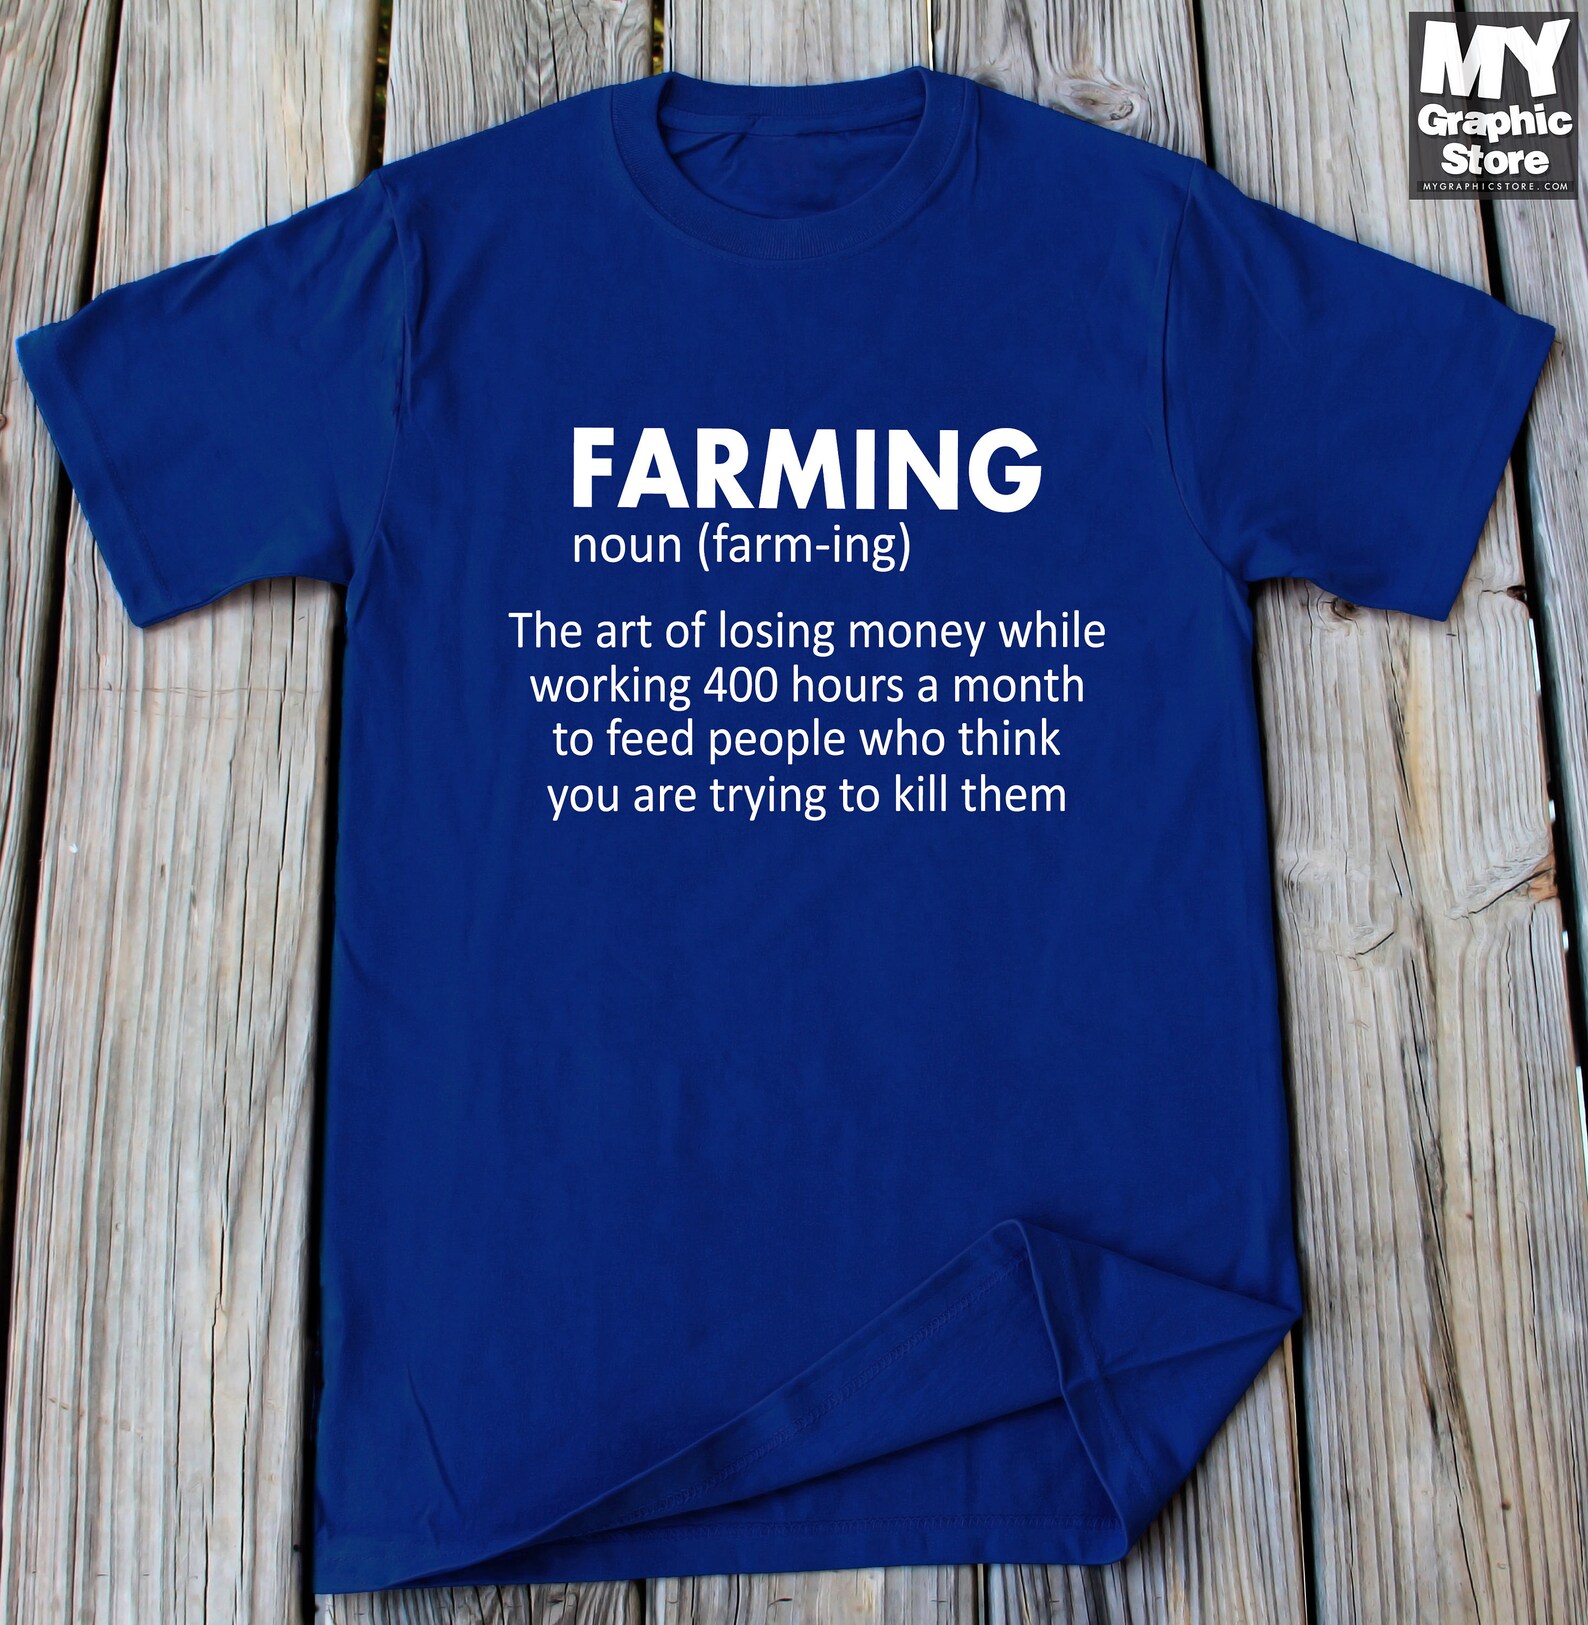 MY
Graphic
Store
MYGRAPHICSTORE.COM
FARMING
noun (farm-ing)
The art of losing money while
working 400 hours a month
to feed people who think
you are trying to kill them